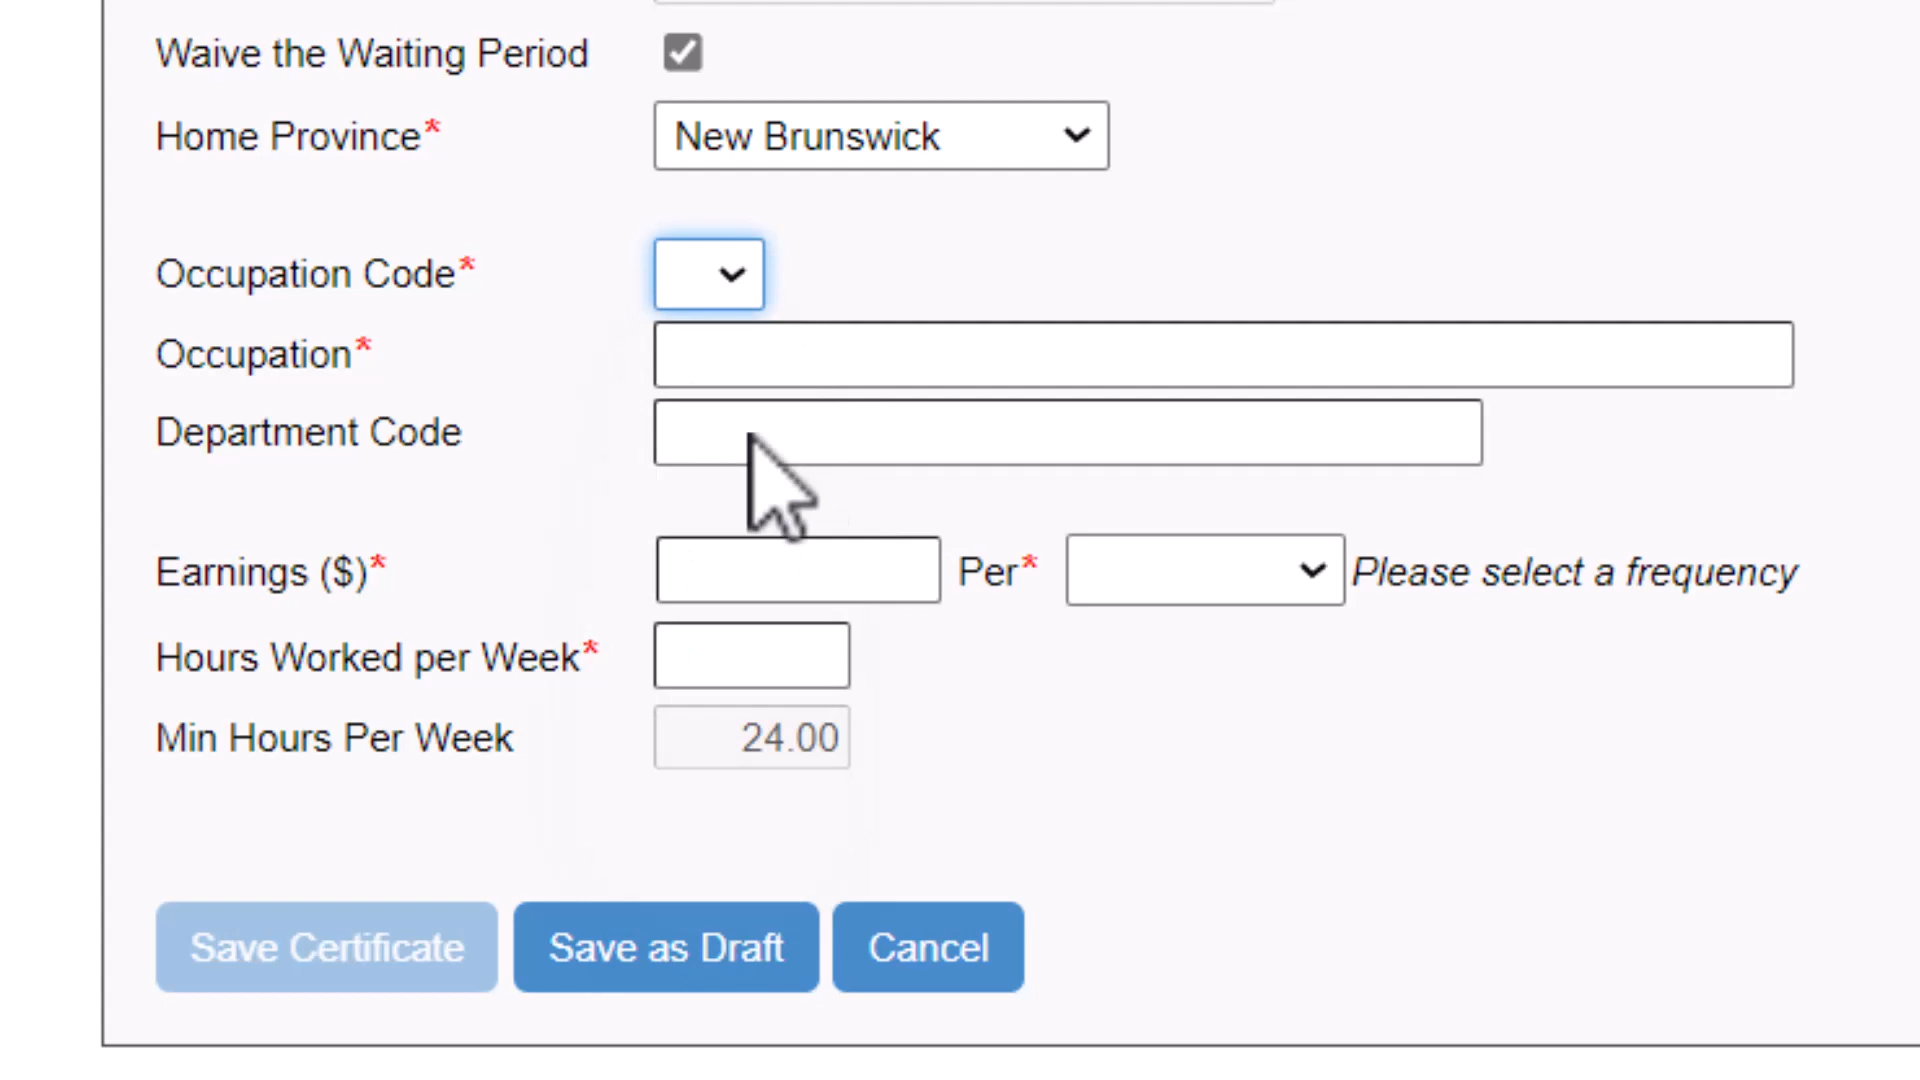 Waive the Waiting Period
Home Province* New Brunswick
Occupation Code*
Occupation*
Department Code
Earnings ($)* Per* Please select a frequency
Hours Worked per Week*
Min Hours Per Week 24.00
Save Certificate Save as Draft Cancel